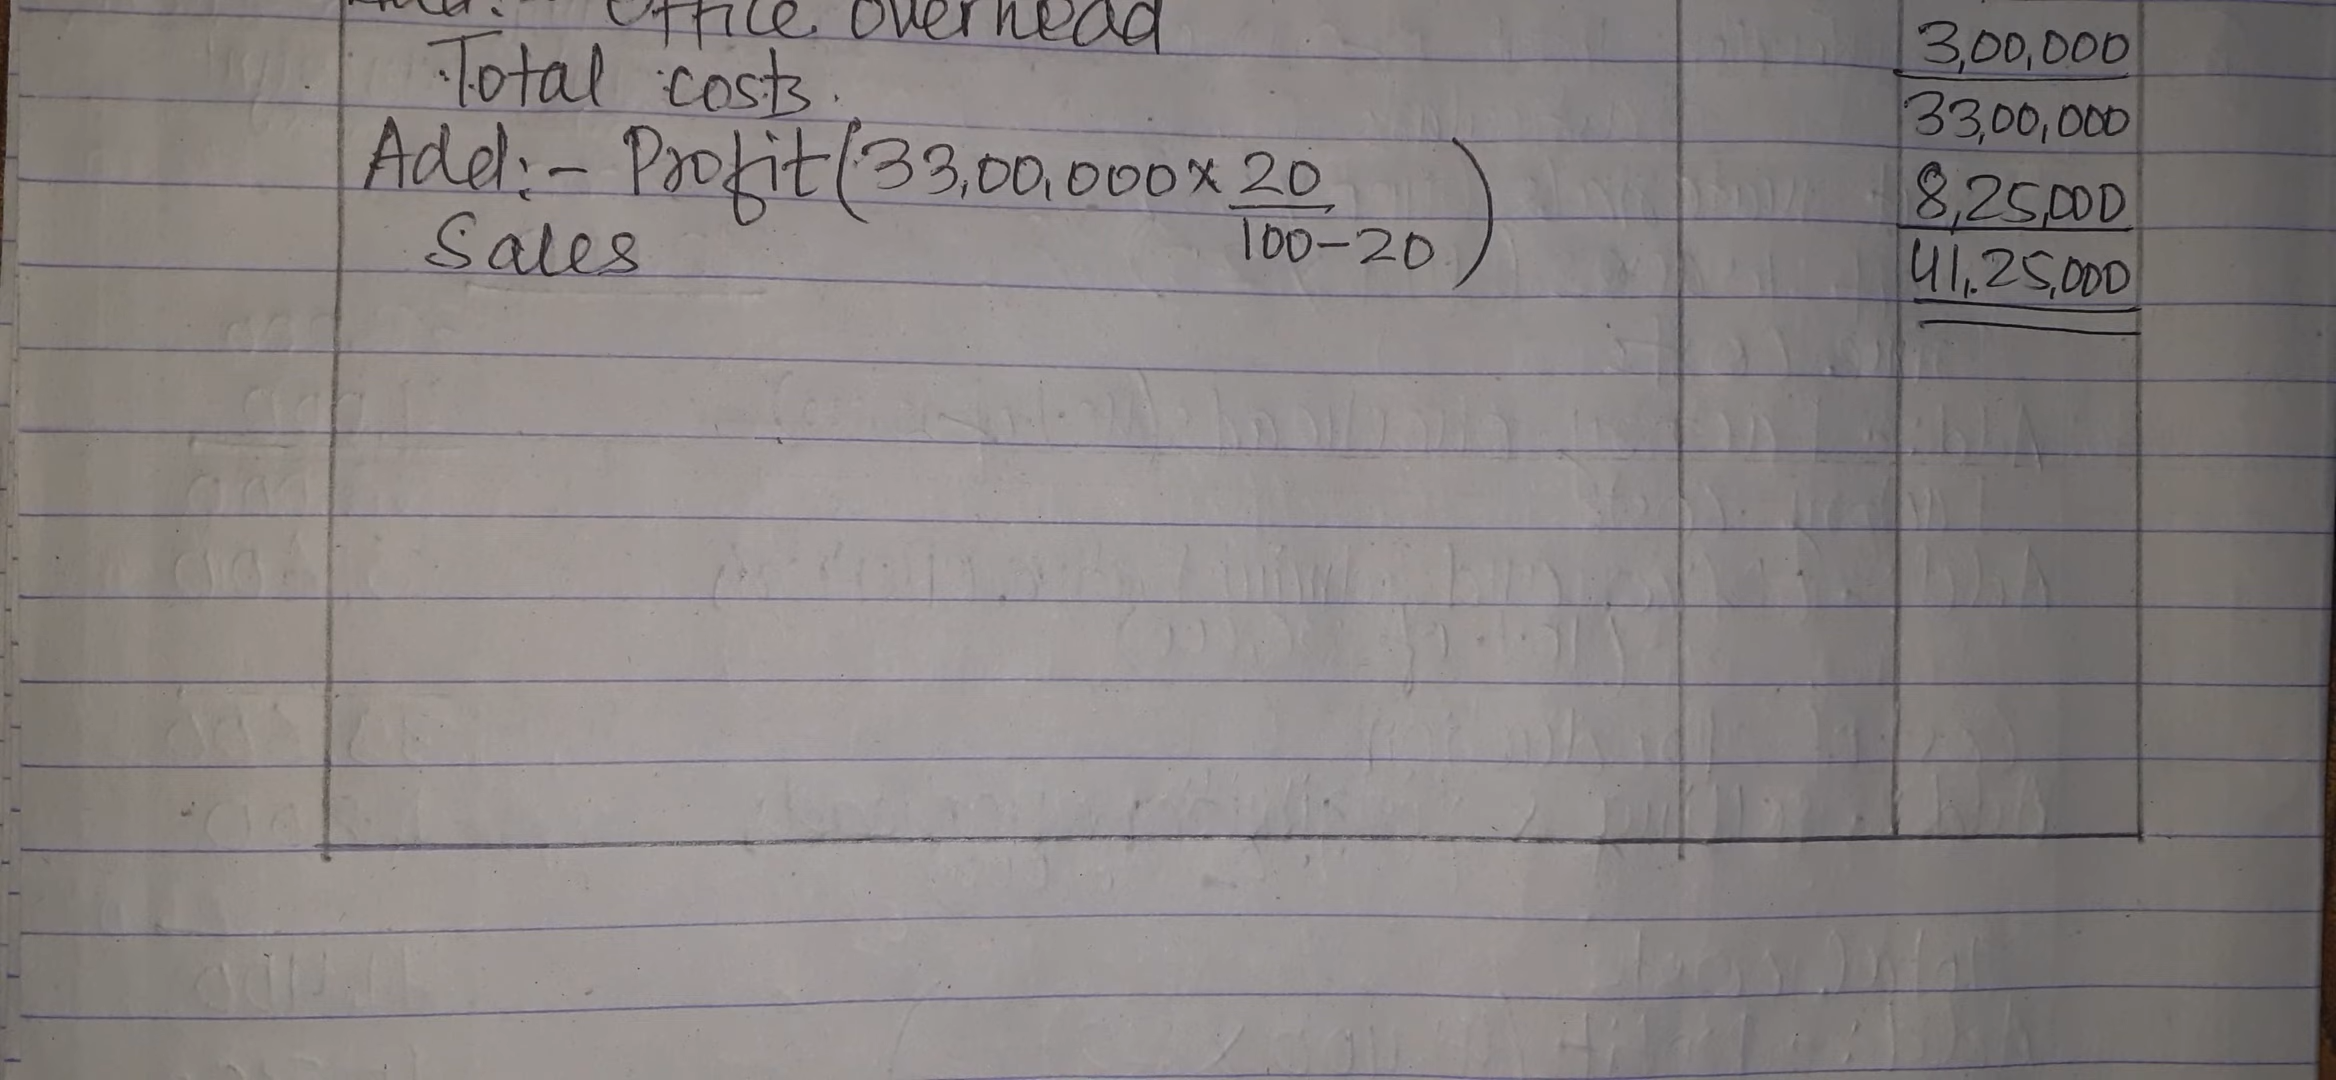 Office overhead 3,00,000
Total costs. 33,00,000
Add:- Profit (33,00,000 × 20 8,25,000
100-20)
Sales 41,25,000